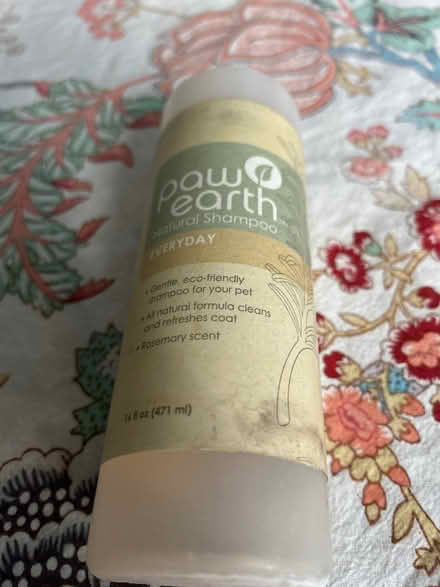 paw
earth
Natural Shampoo
EVERYDAY
• Gentle, eco-friendly
shampoo for your pet
• All natural formula cleans
and refreshes coat
• Rosemary scent
16 fl oz (471 ml)